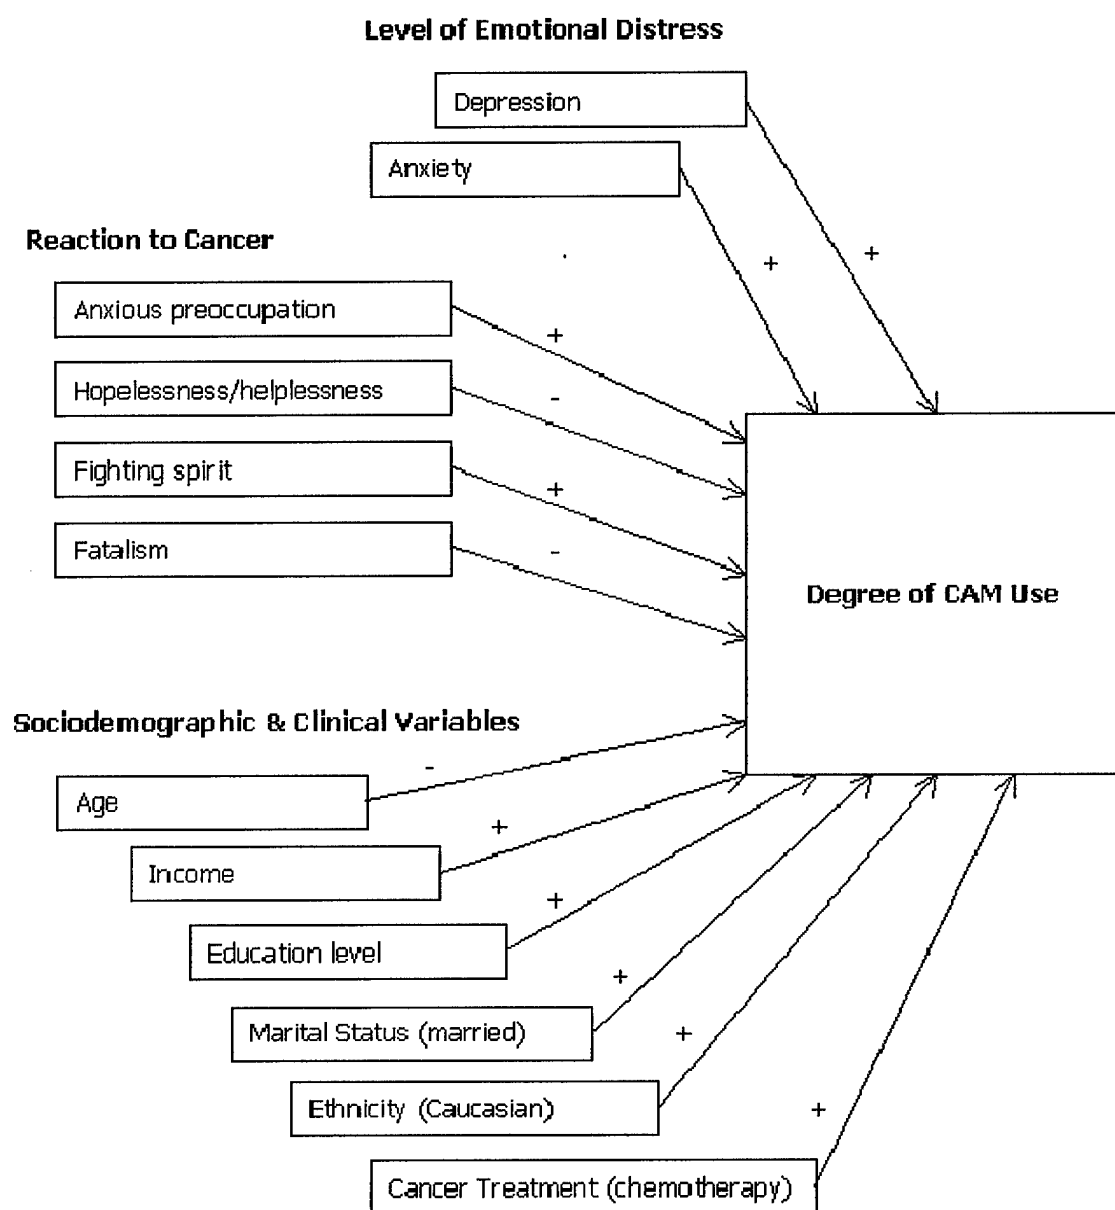 Level of Emotional Distress
Depression
Anxiety
+
+
Reaction to Cancer
Anxious preoccupation
+
Hopelessness/helplessness
-
Fighting spirit
+
Fatalism
-
Degree of CAM Use
Sociodemographic & Clinical Variables
-
Age
+
Income
+
Education level
+
Marital Status (married)
+
Ethnicity (Caucasian)
+
Cancer Treatment (chemotherapy)